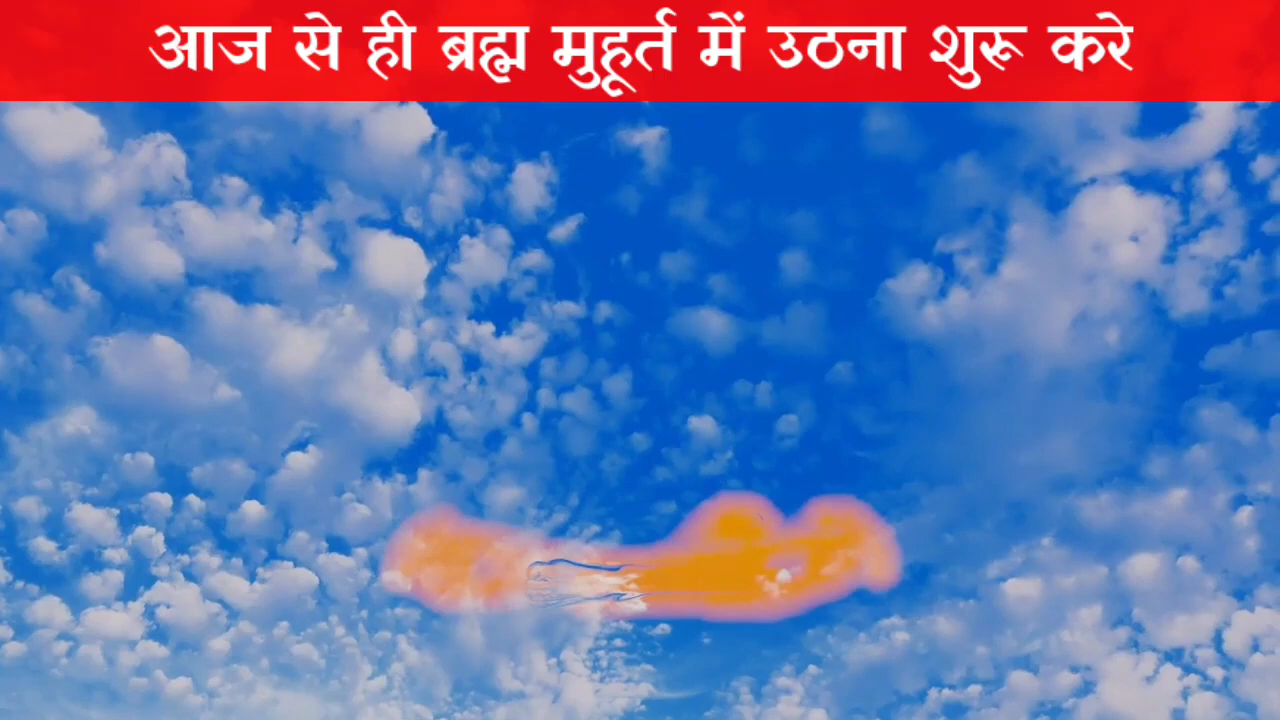 आज से ही ब्रह्म मुहूर्त में उठना शुरू करे